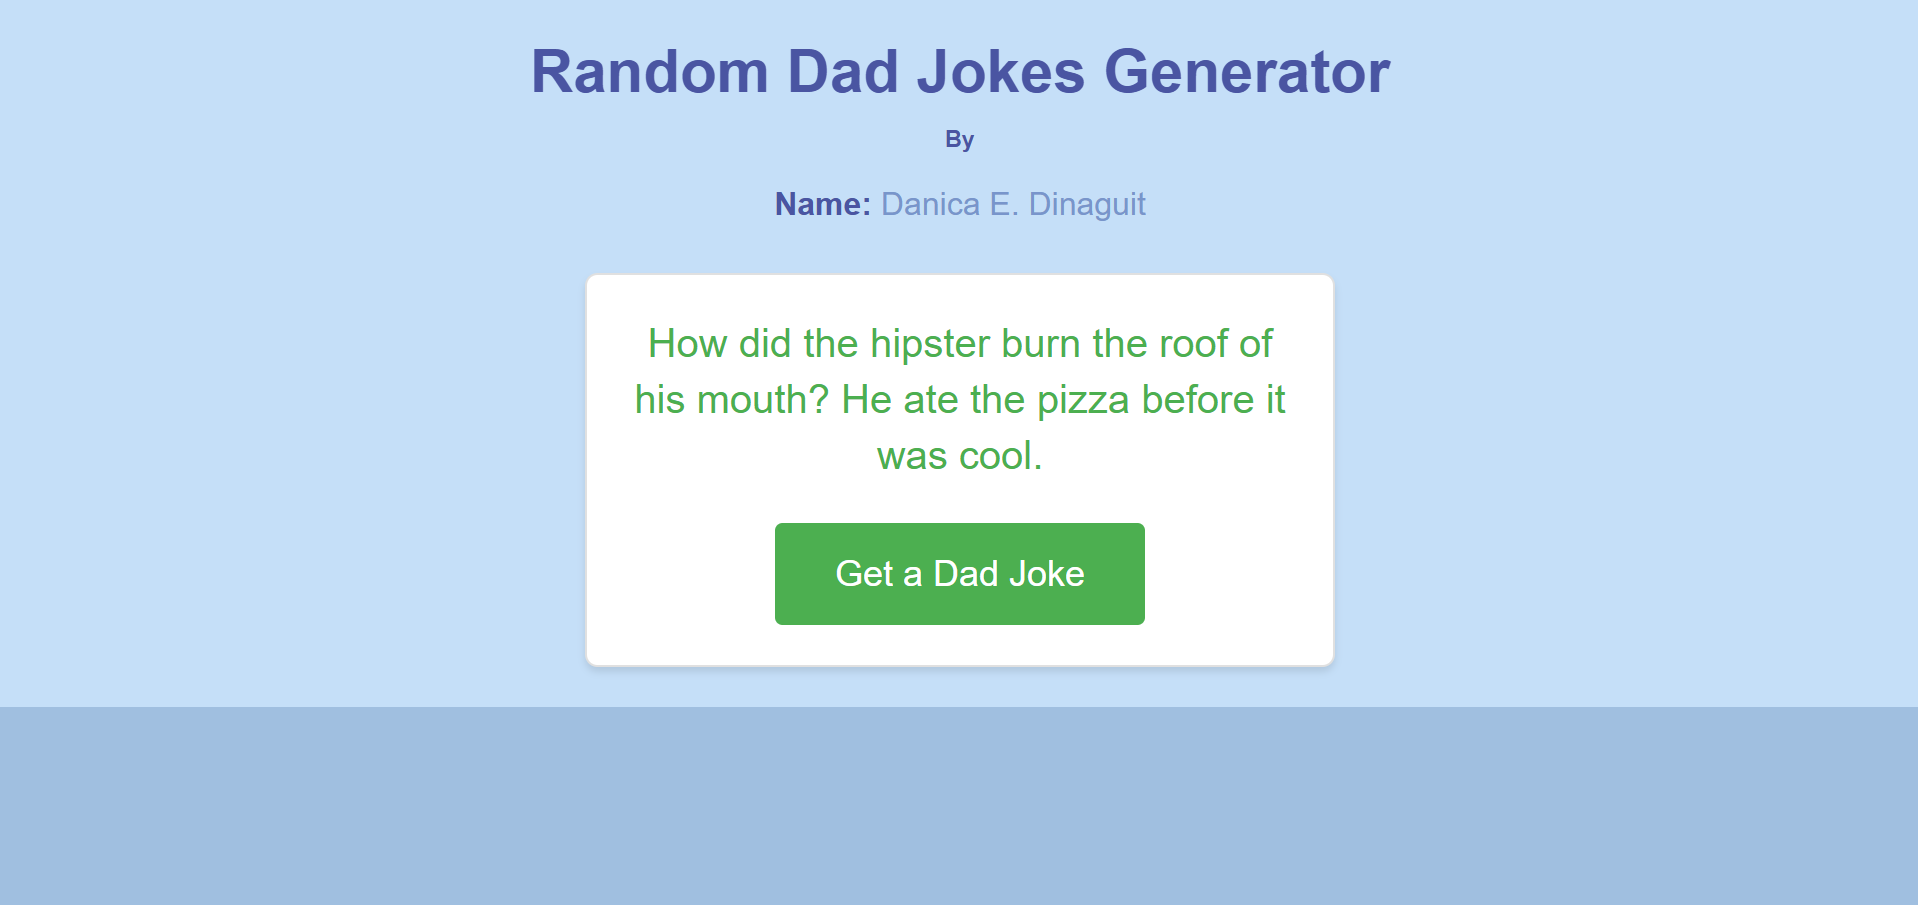 Random Dad Jokes Generator
By
Name: Danica E. Dinaguit
How did the hipster burn the roof of
his mouth? He ate the pizza before it
was cool.
Get a Dad Joke